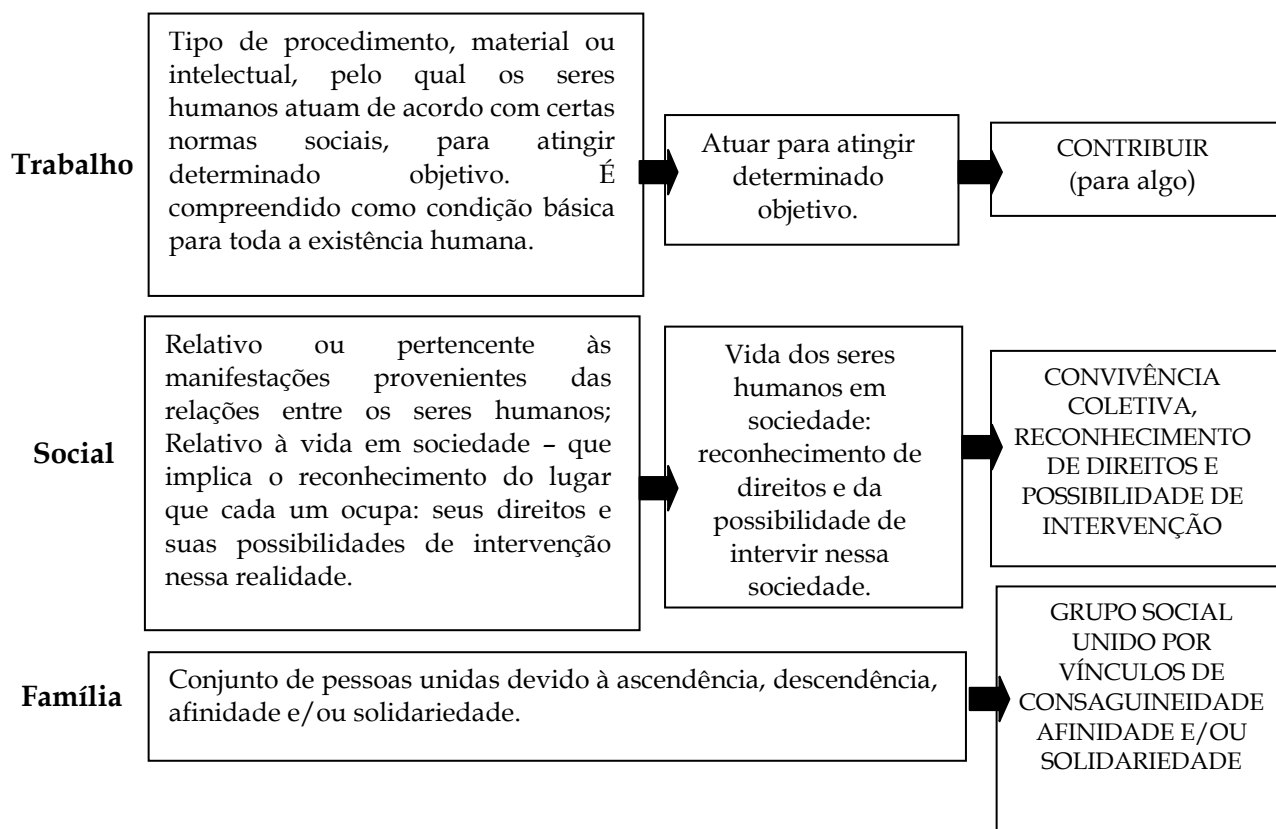 Trabalho
Tipo de procedimento, material ou
intelectual, pelo qual os seres
humanos atuam de acordo com certas
normas sociais, para atingir
determinado objetivo. É
compreendido como condição básica
para toda a existência humana.
Atuar para atingir
determinado
objetivo.
CONTRIBUIR
(para algo)
Social
Relativo ou pertencente às
manifestações provenientes das
relações entre os seres humanos;
Relativo à vida em sociedade – que
implica o reconhecimento do lugar
que cada um ocupa: seus direitos e
suas possibilidades de intervenção
nessa realidade.
Vida dos seres
humanos em
sociedade:
reconhecimento de
direitos e da
possibilidade de
intervir nessa
sociedade.
CONVIVÊNCIA
COLETIVA,
RECONHECIMENTO
DE DIREITOS E
POSSIBILIDADE DE
INTERVENÇÃO
Família
Conjunto de pessoas unidas devido à ascendência, descendência,
afinidade e/ou solidariedade.
GRUPO SOCIAL
UNIDO POR
VÍNCULOS DE
CONSAGUINEIDADE
AFINIDADE E/OU
SOLIDARIEDADE